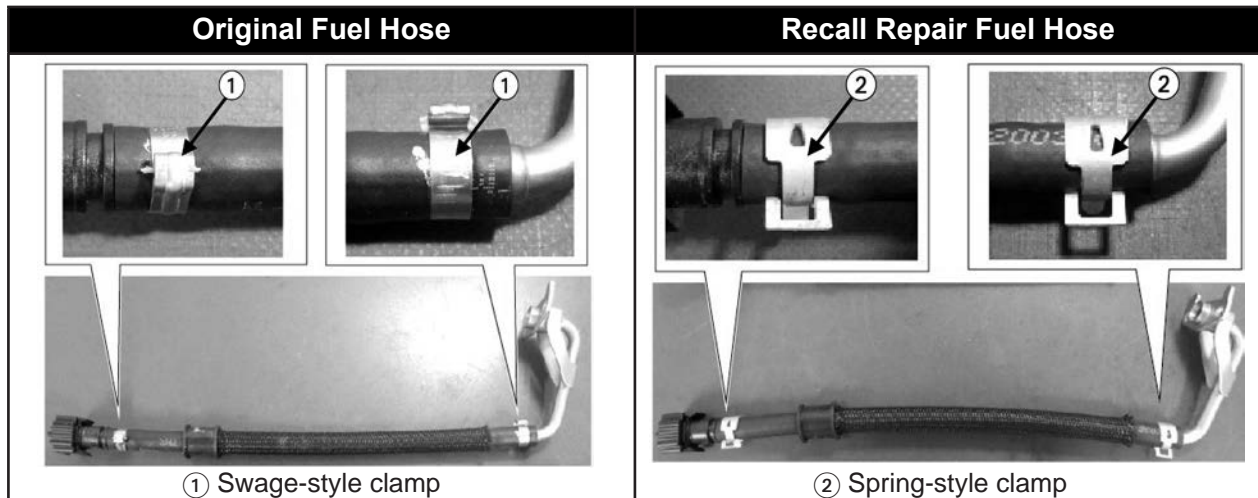 Original Fuel Hose
Recall Repair Fuel Hose
1
1
2
2
2003
1 Swage-style clamp
2 Spring-style clamp